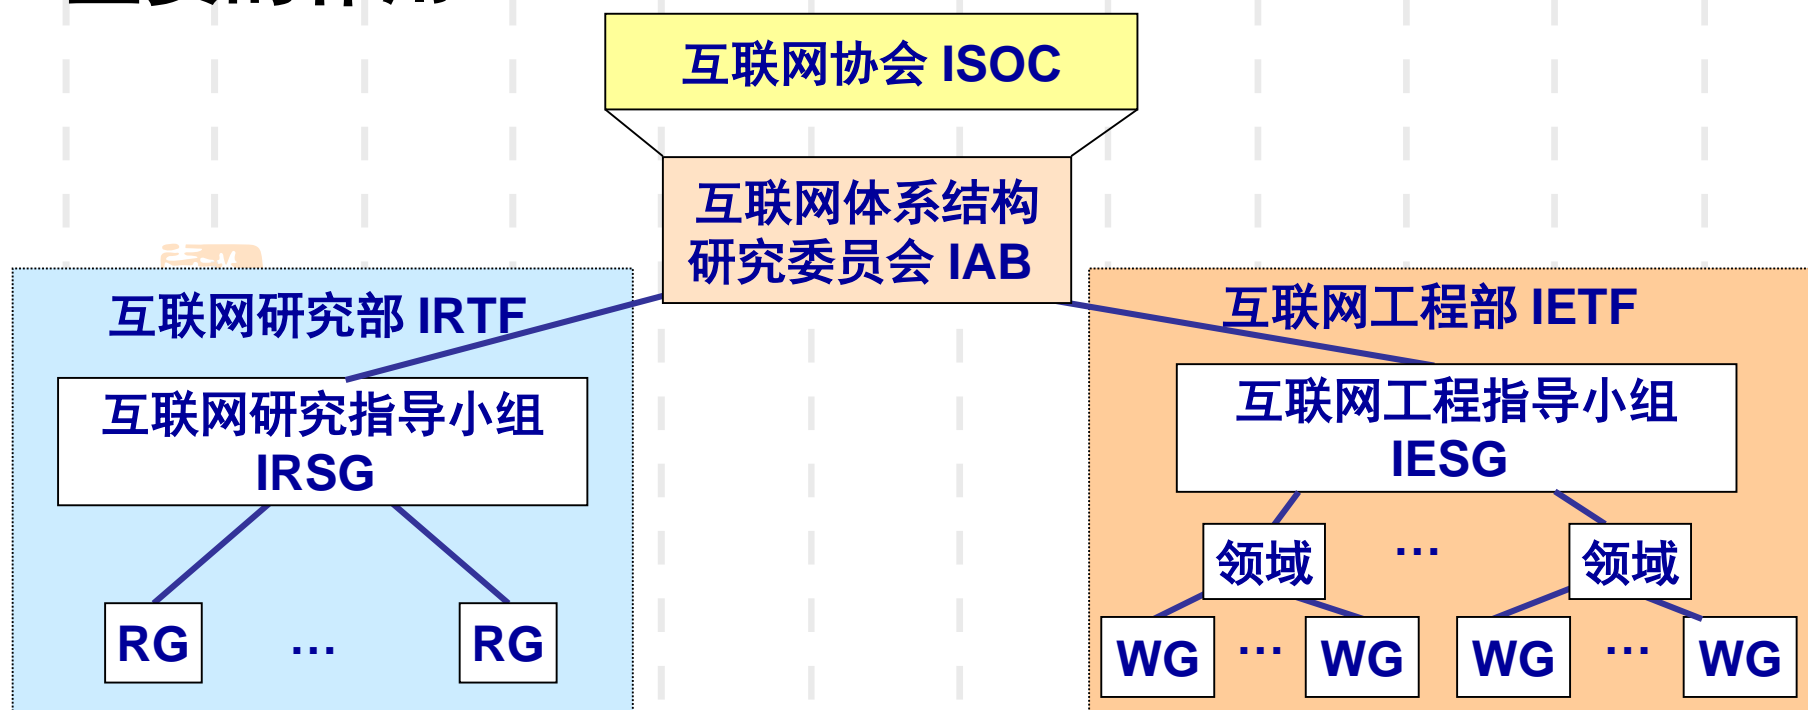 互联网协会 ISOC
互联网体系结构
研究委员会 IAB
互联网研究部 IRTF
互联网研究指导小组
IRSG
RG … RG
互联网工程部 IETF
互联网工程指导小组
IESG
领域 … 领域
WG … WG WG … WG